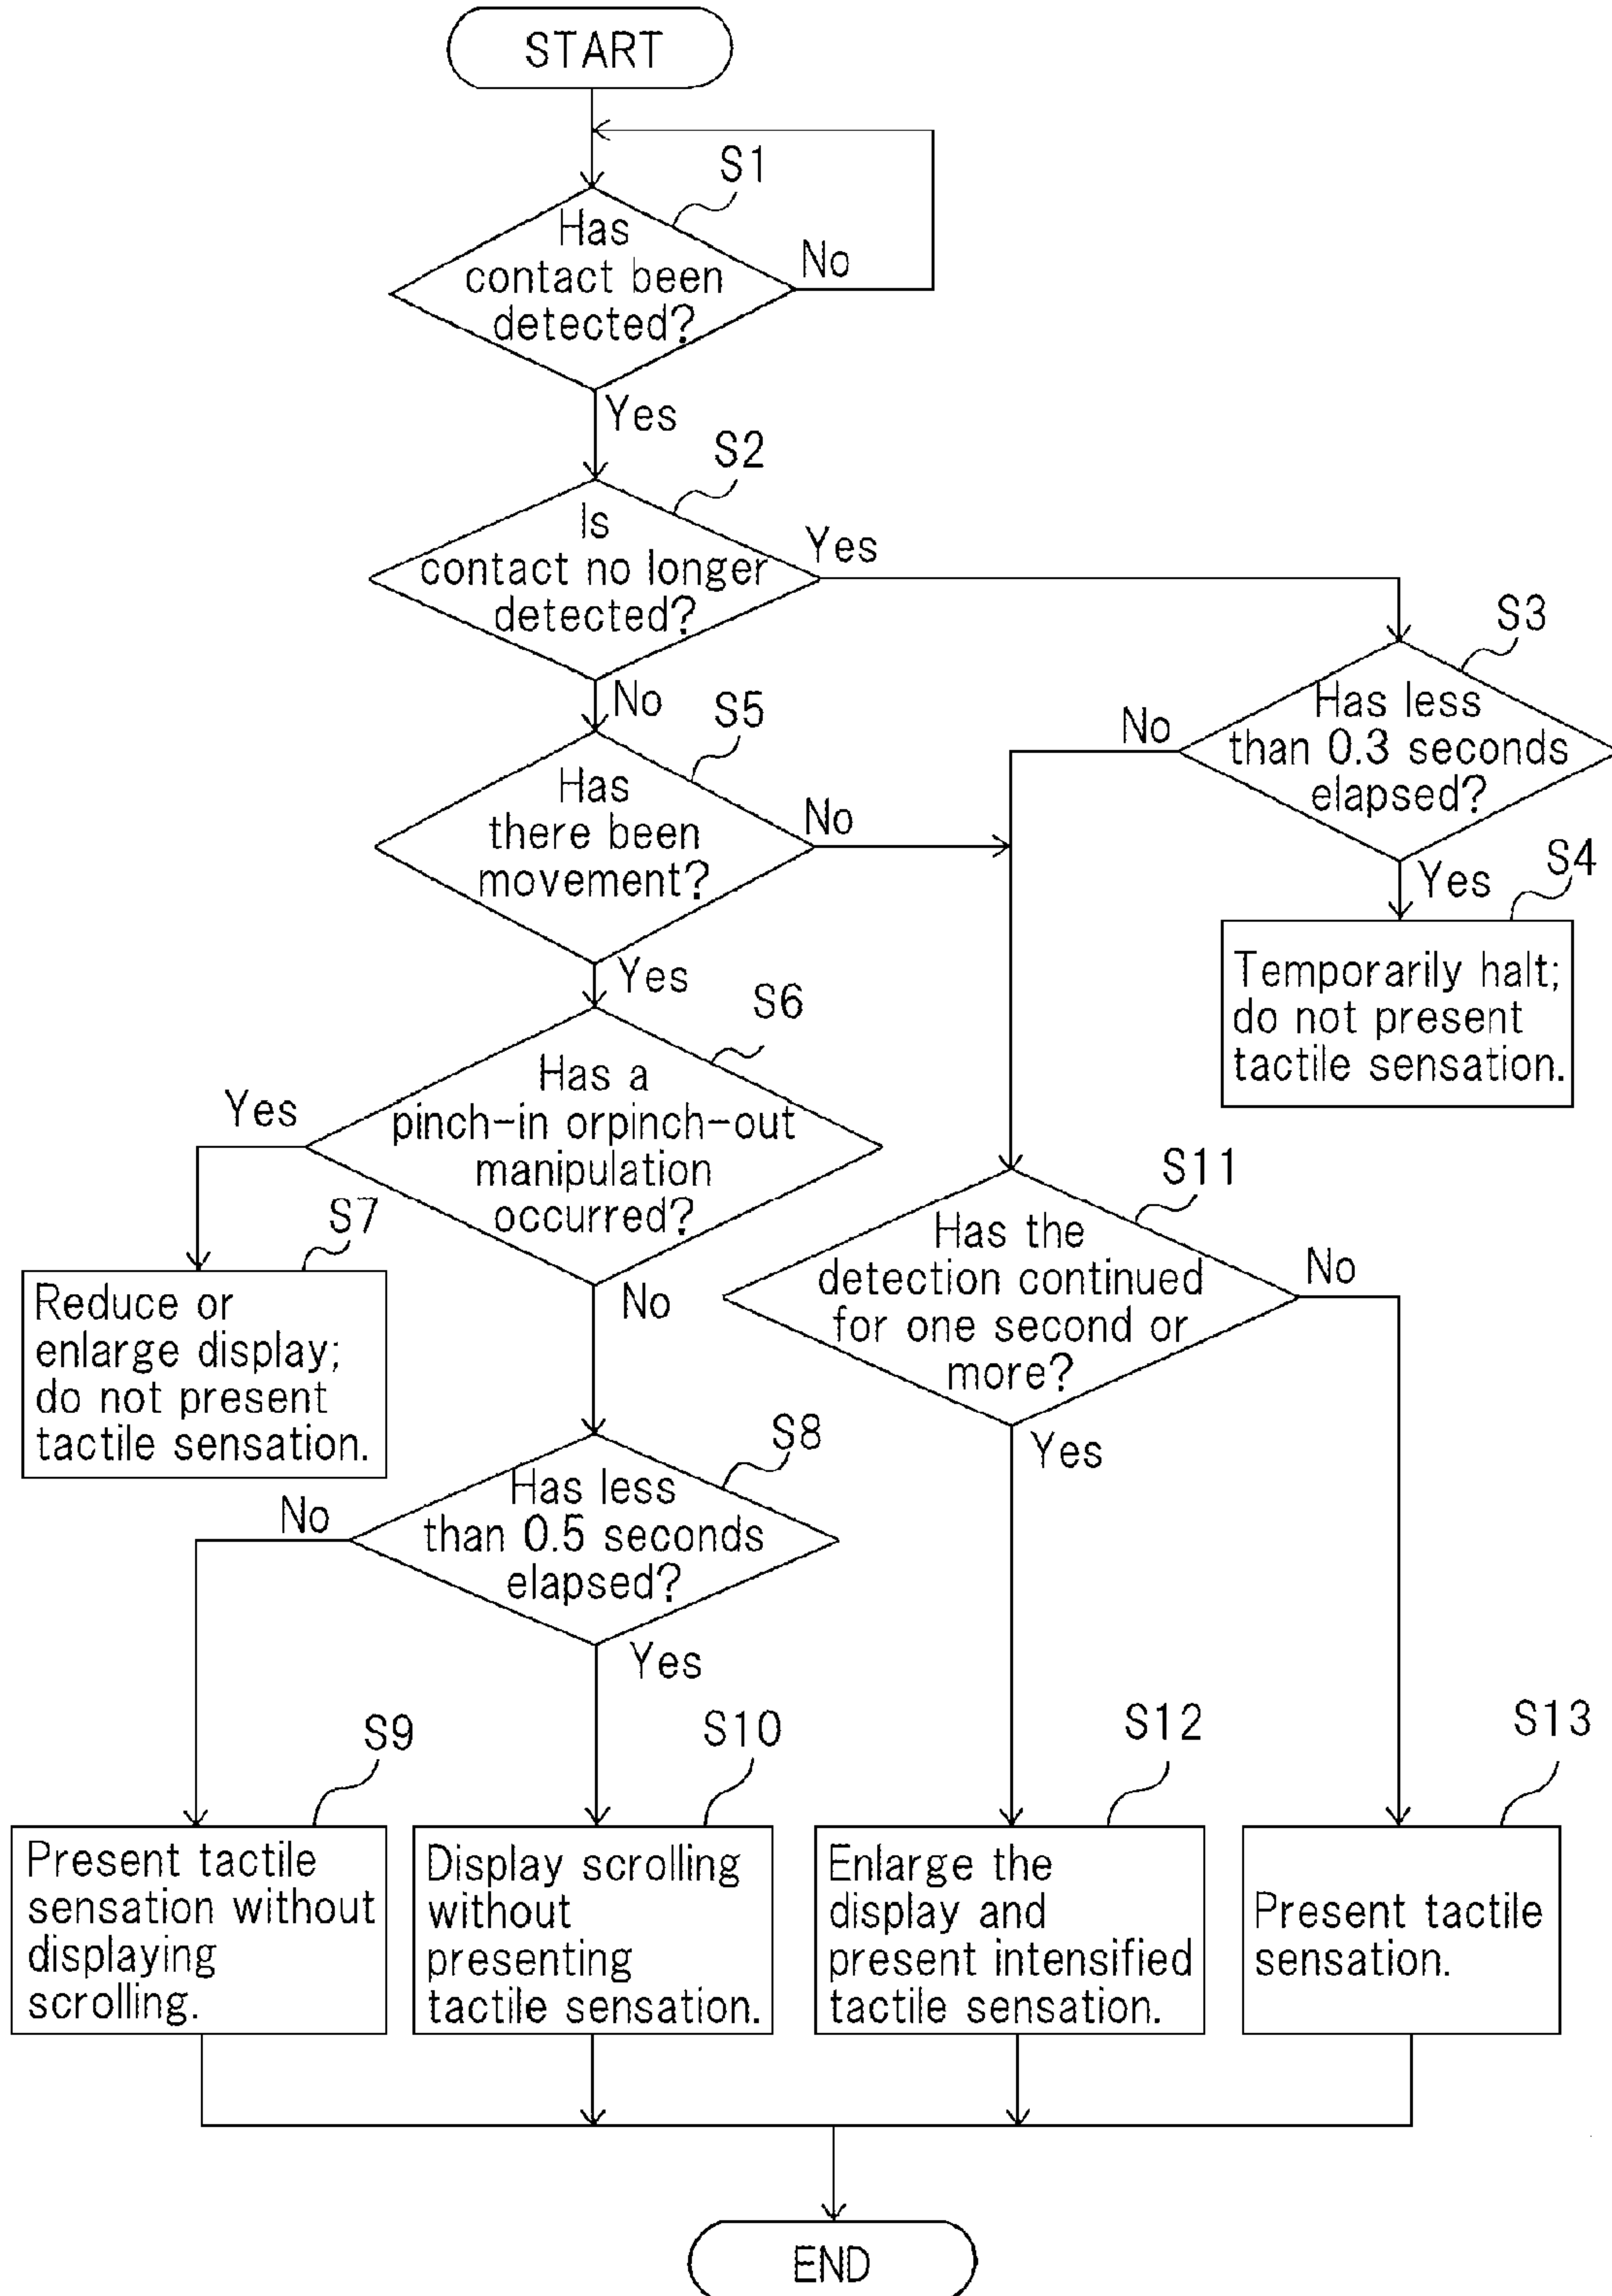 START
S1
Has
contact been
detected?
No
Yes
S2
Is
contact no longer
detected?
Yes
No
S3
Has less
than 0.3 seconds
elapsed?
No
Yes
S4
Temporarily halt;
do not present
tactile sensation.
S5
Has
there been
movement?
No
Yes
S6
Has a
pinch-in orpinch-out
manipulation
occurred?
Yes
No
S7
Reduce or
enlarge display;
do not present
tactile sensation.
S11
Has the
detection continued
for one second or
more?
No
Yes
S8
Has less
than 0.5 seconds
elapsed?
No
Yes
S9
Present tactile
sensation without
displaying
scrolling.
S10
Display scrolling
without
presenting
tactile sensation.
S12
Enlarge the
display and
present intensified
tactile sensation.
S13
Present tactile
sensation.
END